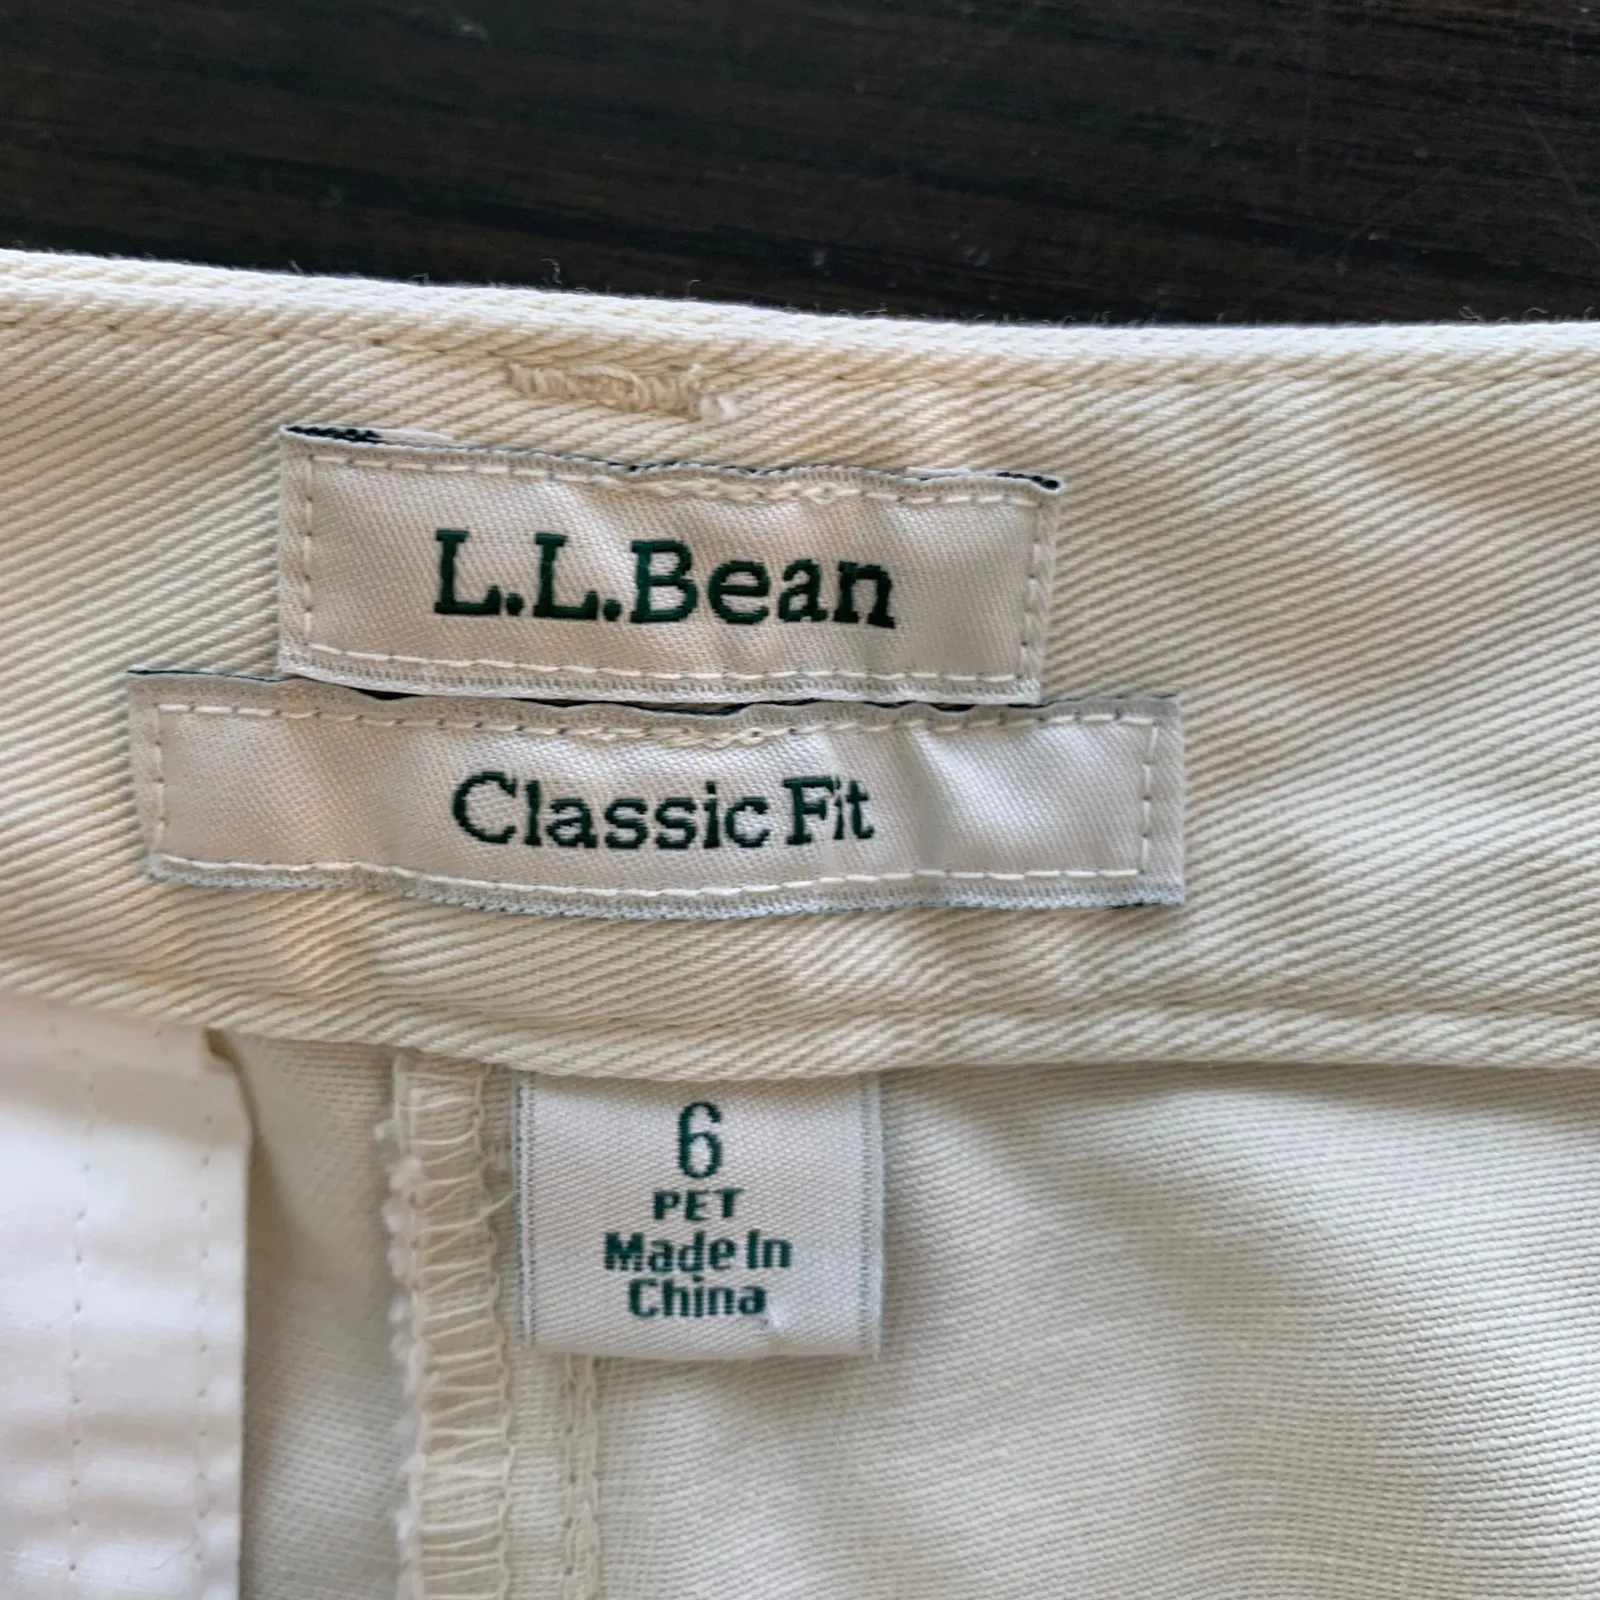 L.L.Bean
Classic Fit
6
PET
Made In
China